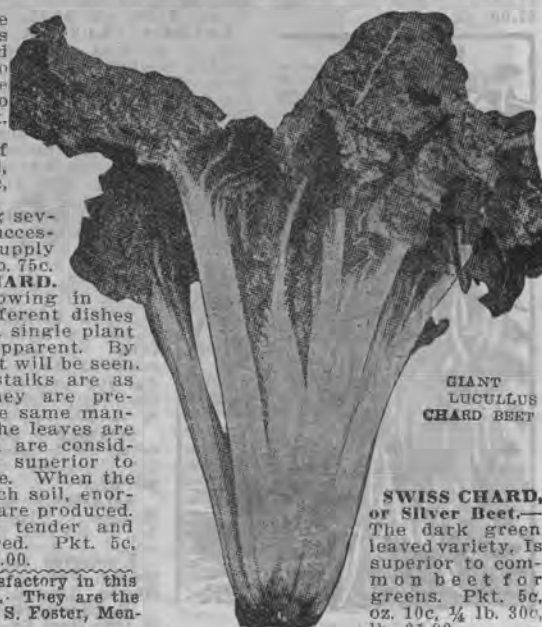 e
s
d
o
e
o
r.
f
l,
c,
sev-
ucces-
upply
b. 75c.
HARD.
owing in
ferent dishes
single plant
pparent. By
t will be seen.
stalks are as
hey are pre-
e same man-
he leaves are
are consid-
superior to
e. When the
ch soil, enor-
are produced.
tender and
red. Pkt. 5c,
.00.
sfactory in this
They are the
S. Foster, Men-
GIANT
LUCULLUS
CHARD BEET
SWISS CHARD,
or Silver Beet.—
The dark green
leaved variety. Is
superior to com-
mon beet for
greens. Pkt. 5c,
oz. 10c, ¼ lb. 30c,